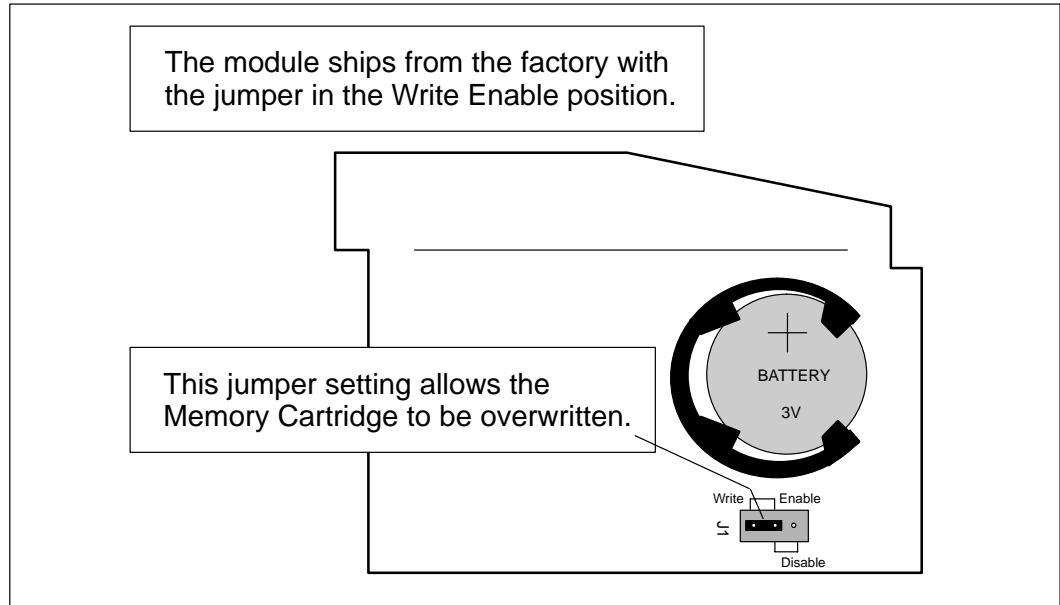 The module ships from the factory with
the jumper in the Write Enable position.
This jumper setting allows the
Memory Cartridge to be overwritten.
BATTERY
3V
Write Enable
J1
Disable